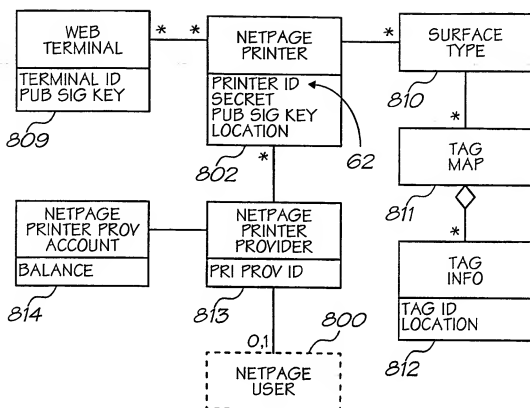 WEB
TERMINAL
TERMINAL ID
PUB SIG KEY
809
*
*
NETPAGE
PRINTER
PRINTER ID
SECRET
PUB SIG KEY
LOCATION
802
62
*
*
SURFACE
TYPE
810
*
TAG
MAP
811
*
TAG
INFO
TAG ID
LOCATION
812
NETPAGE
PRINTER PROV
ACCOUNT
BALANCE
814
NETPAGE
PRINTER
PROVIDER
PRI PROV ID
813
0,1
800
NETPAGE
USER